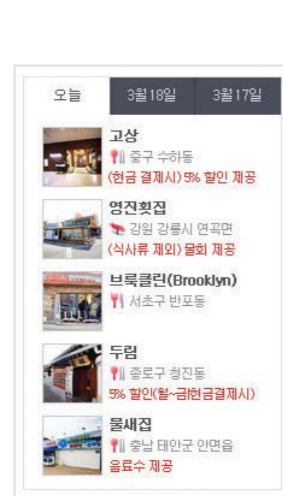 오늘
3월18일
3월17일
고상
중구 수하동
(현금 결제시) 5% 할인 제공
영진횟집
강원 강릉시 연곡면
(식사류 제외) 물회 제공
브룩클린(Brooklyn)
서초구 반포동
두림
종로구 청진동
5% 할인(월~금|현금결제시)
물새집
충남 태안군 안면읍
음료수 제공